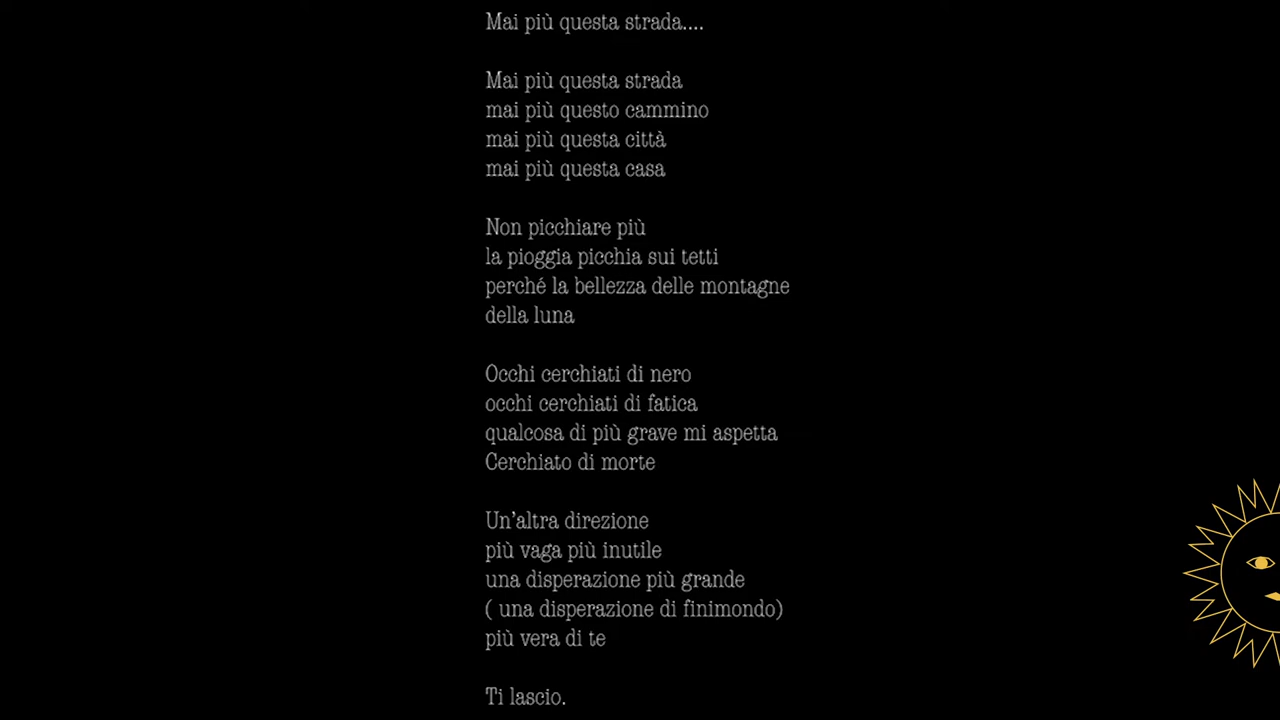 Mai più questa strada....
Mai più questa strada
mai più questo cammino
mai più questa città
mai più questa casa
Non picchiare più
la pioggia picchia sui tetti
perché la bellezza delle montagne
della luna
Occhi cerchiati di nero
occhi cerchiati di fatica
qualcosa di più grave mi aspetta
Cerchiato di morte
Un’altra direzione
più vaga più inutile
una disperazione più grande
( una disperazione di finimondo)
più vera di te
Ti lascio.